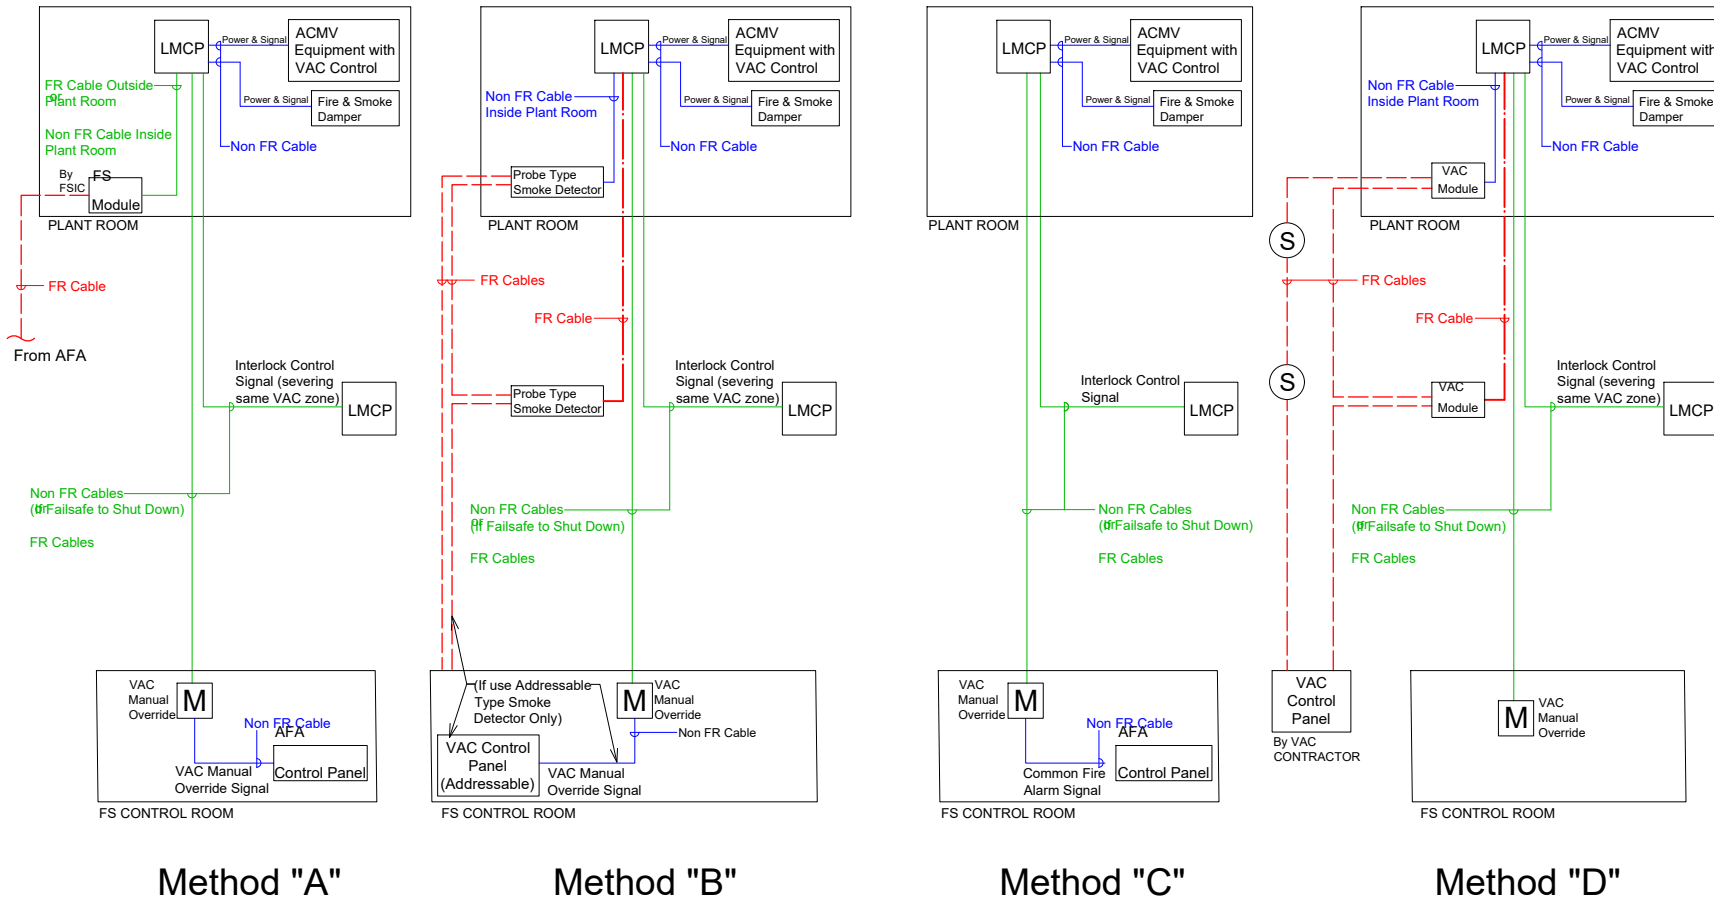 LMCP
Power & Signal
ACMV
Equipment with
VAC Control
FR Cable Outside
or
Plant Room
Power & Signal
Fire & Smoke
Damper
Non FR Cable Inside
Plant Room
Non FR Cable
By
FSIC
FS
Module
PLANT ROOM
FR Cable
From AFA
Interlock Control
Signal (severing
same VAC zone)
LMCP
Non FR Cables
or
(If Failsafe to Shut Down)
FR Cables
VAC
Manual
Override
M
Non FR Cable
AFA
Control Panel
VAC Manual
Override Signal
FS CONTROL ROOM
Method "A"
LMCP
Power & Signal
ACMV
Equipment with
VAC Control
Non FR Cable
Inside Plant Room
Power & Signal
Fire & Smoke
Damper
Non FR Cable
Probe Type
Smoke Detector
PLANT ROOM
FR Cables
FR Cable
Interlock Control
Signal (severing
same VAC zone)
Probe Type
Smoke Detector
LMCP
Non FR Cables
or
(If Failsafe to Shut Down)
FR Cables
(If use Addressable
Type Smoke
Detector Only)
M
VAC
Manual
Override
Non FR Cable
VAC Control
Panel
(Addressable)
VAC Manual
Override Signal
FS CONTROL ROOM
Method "B"
LMCP
Power & Signal
ACMV
Equipment with
VAC Control
Power & Signal
Fire & Smoke
Damper
Non FR Cable
PLANT ROOM
Interlock Control
Signal
LMCP
Non FR Cables
or
(If Failsafe to Shut Down)
FR Cables
VAC
Manual
Override
M
Non FR Cable
AFA
Control Panel
Common Fire
Alarm Signal
FS CONTROL ROOM
Method "C"
LMCP
Power & Signal
ACMV
Equipment with
VAC Control
Non FR Cable
Inside Plant Room
Power & Signal
Fire & Smoke
Damper
Non FR Cable
VAC
Module
PLANT ROOM
S
FR Cables
FR Cable
S
Interlock Control
Signal (severing
same VAC zone)
VAC
Module
LMCP
Non FR Cables
or
(If Failsafe to Shut Down)
FR Cables
VAC
Control
Panel
By VAC
CONTRACTOR
M
VAC
Manual
Override
FS CONTROL ROOM
Method "D"